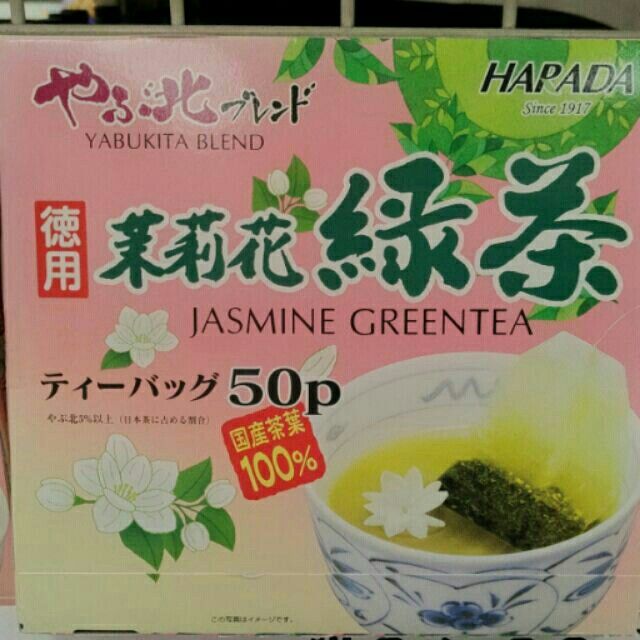 やぶ北ブレンド
YABUKITA BLEND
HARADA
Since 1917
徳用
茉莉花緑茶
JASMINE GREENTEA
ティーバッグ 50p
やぶ北5%以上（日本茶に占める割合）
国産茶葉
100%
この写真はイメージです。